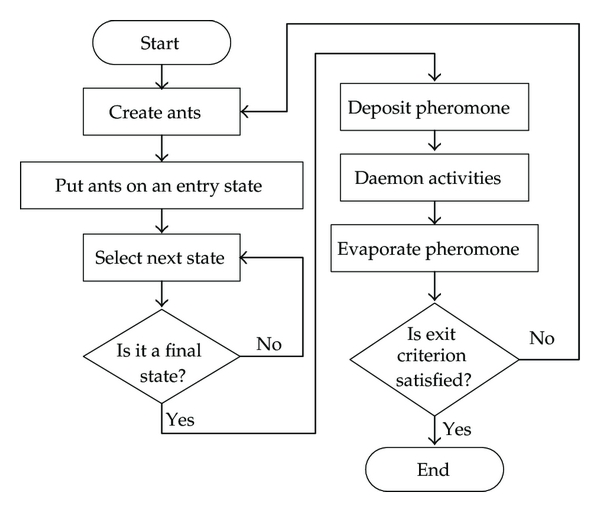 Start
Create ants
Put ants on an entry state
Select next state
Is it a final
state?
No
Yes
Deposit pheromone
Daemon activities
Evaporate pheromone
Is exit
criterion
satisfied?
No
Yes
End